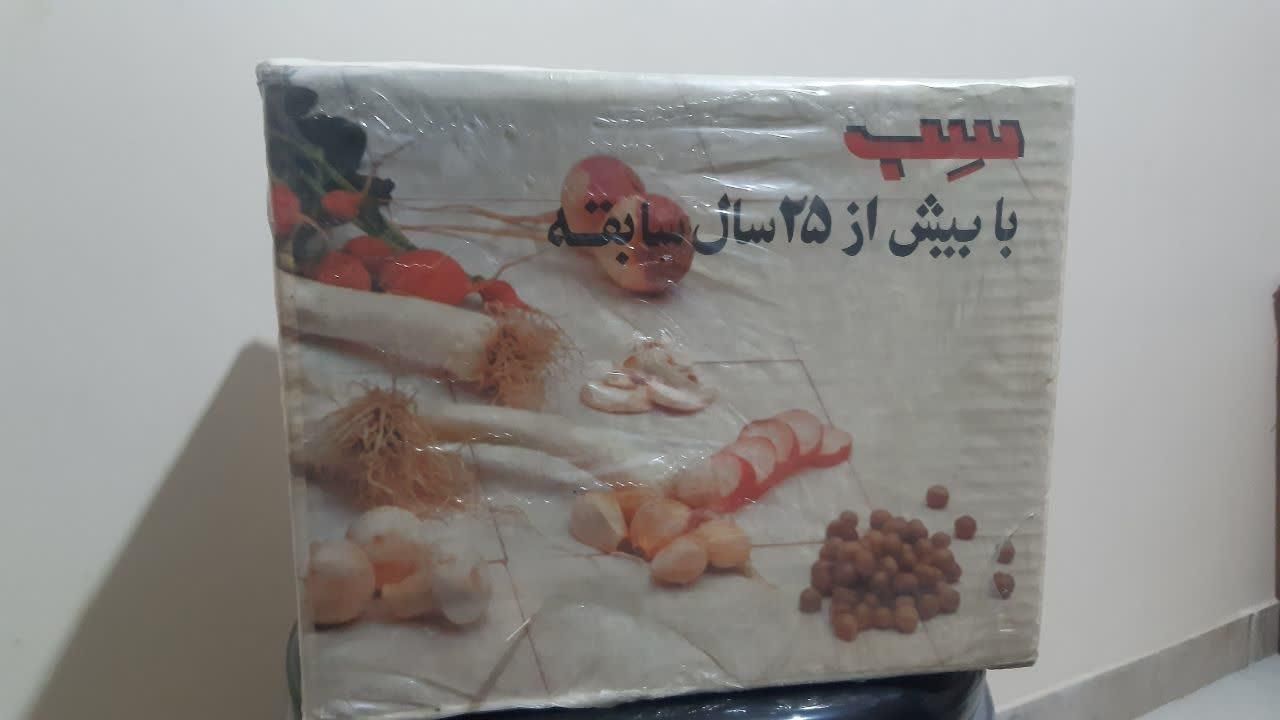 سِب
با بیش از ۲۵ سال سابقه